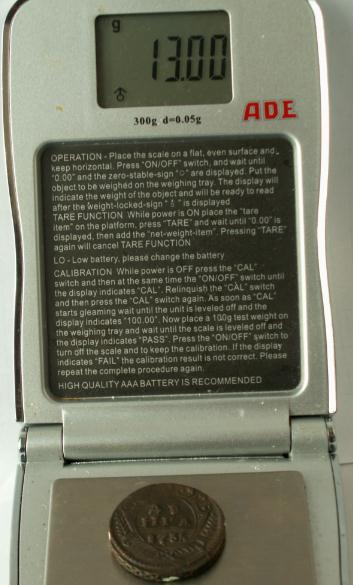 g
13.00
300g d=0.05g
ADE
OPERATION - Place the scale on a flat, even surface and
keep horizontal. Press "ON/OFF" switch, and wait until
"0.00" and the zero-stable-sign "○" are displayed. Put the
object to be weighed on the weighing tray. The display will
indicate the weight of the object and will be ready to read
after the weight-locked-sign " " is displayed
TARE FUNCTION While power is ON place the "tare
item" on the platform, press "TARE" and wait until "0.00" is
displayed, then add the "net-weight-item". Pressing "TARE"
again will cancel TARE FUNCTION
LO - Low battery, please change the battery
CALIBRATION While power is OFF press the "CAL"
switch and then at the same time the "ON/OFF" switch until
the display indicates "CAL". Relinquish the "CAL" switch
and then press the "CAL" switch again. As soon as "CAL"
starts gleaming wait until the unit is leveled off and the
display indicates "100.00". Now place a 100g test weight on
the weighing tray and wait until the scale is leveled off and
the display indicates "PASS". Press the "ON/OFF" switch to
turn off the scale and to keep the calibration. If the display
indicates "FAIL" the calibration result is not correct. Please
repeat the complete procedure again.
HIGH QUALITY AAA BATTERY IS RECOMMENDED